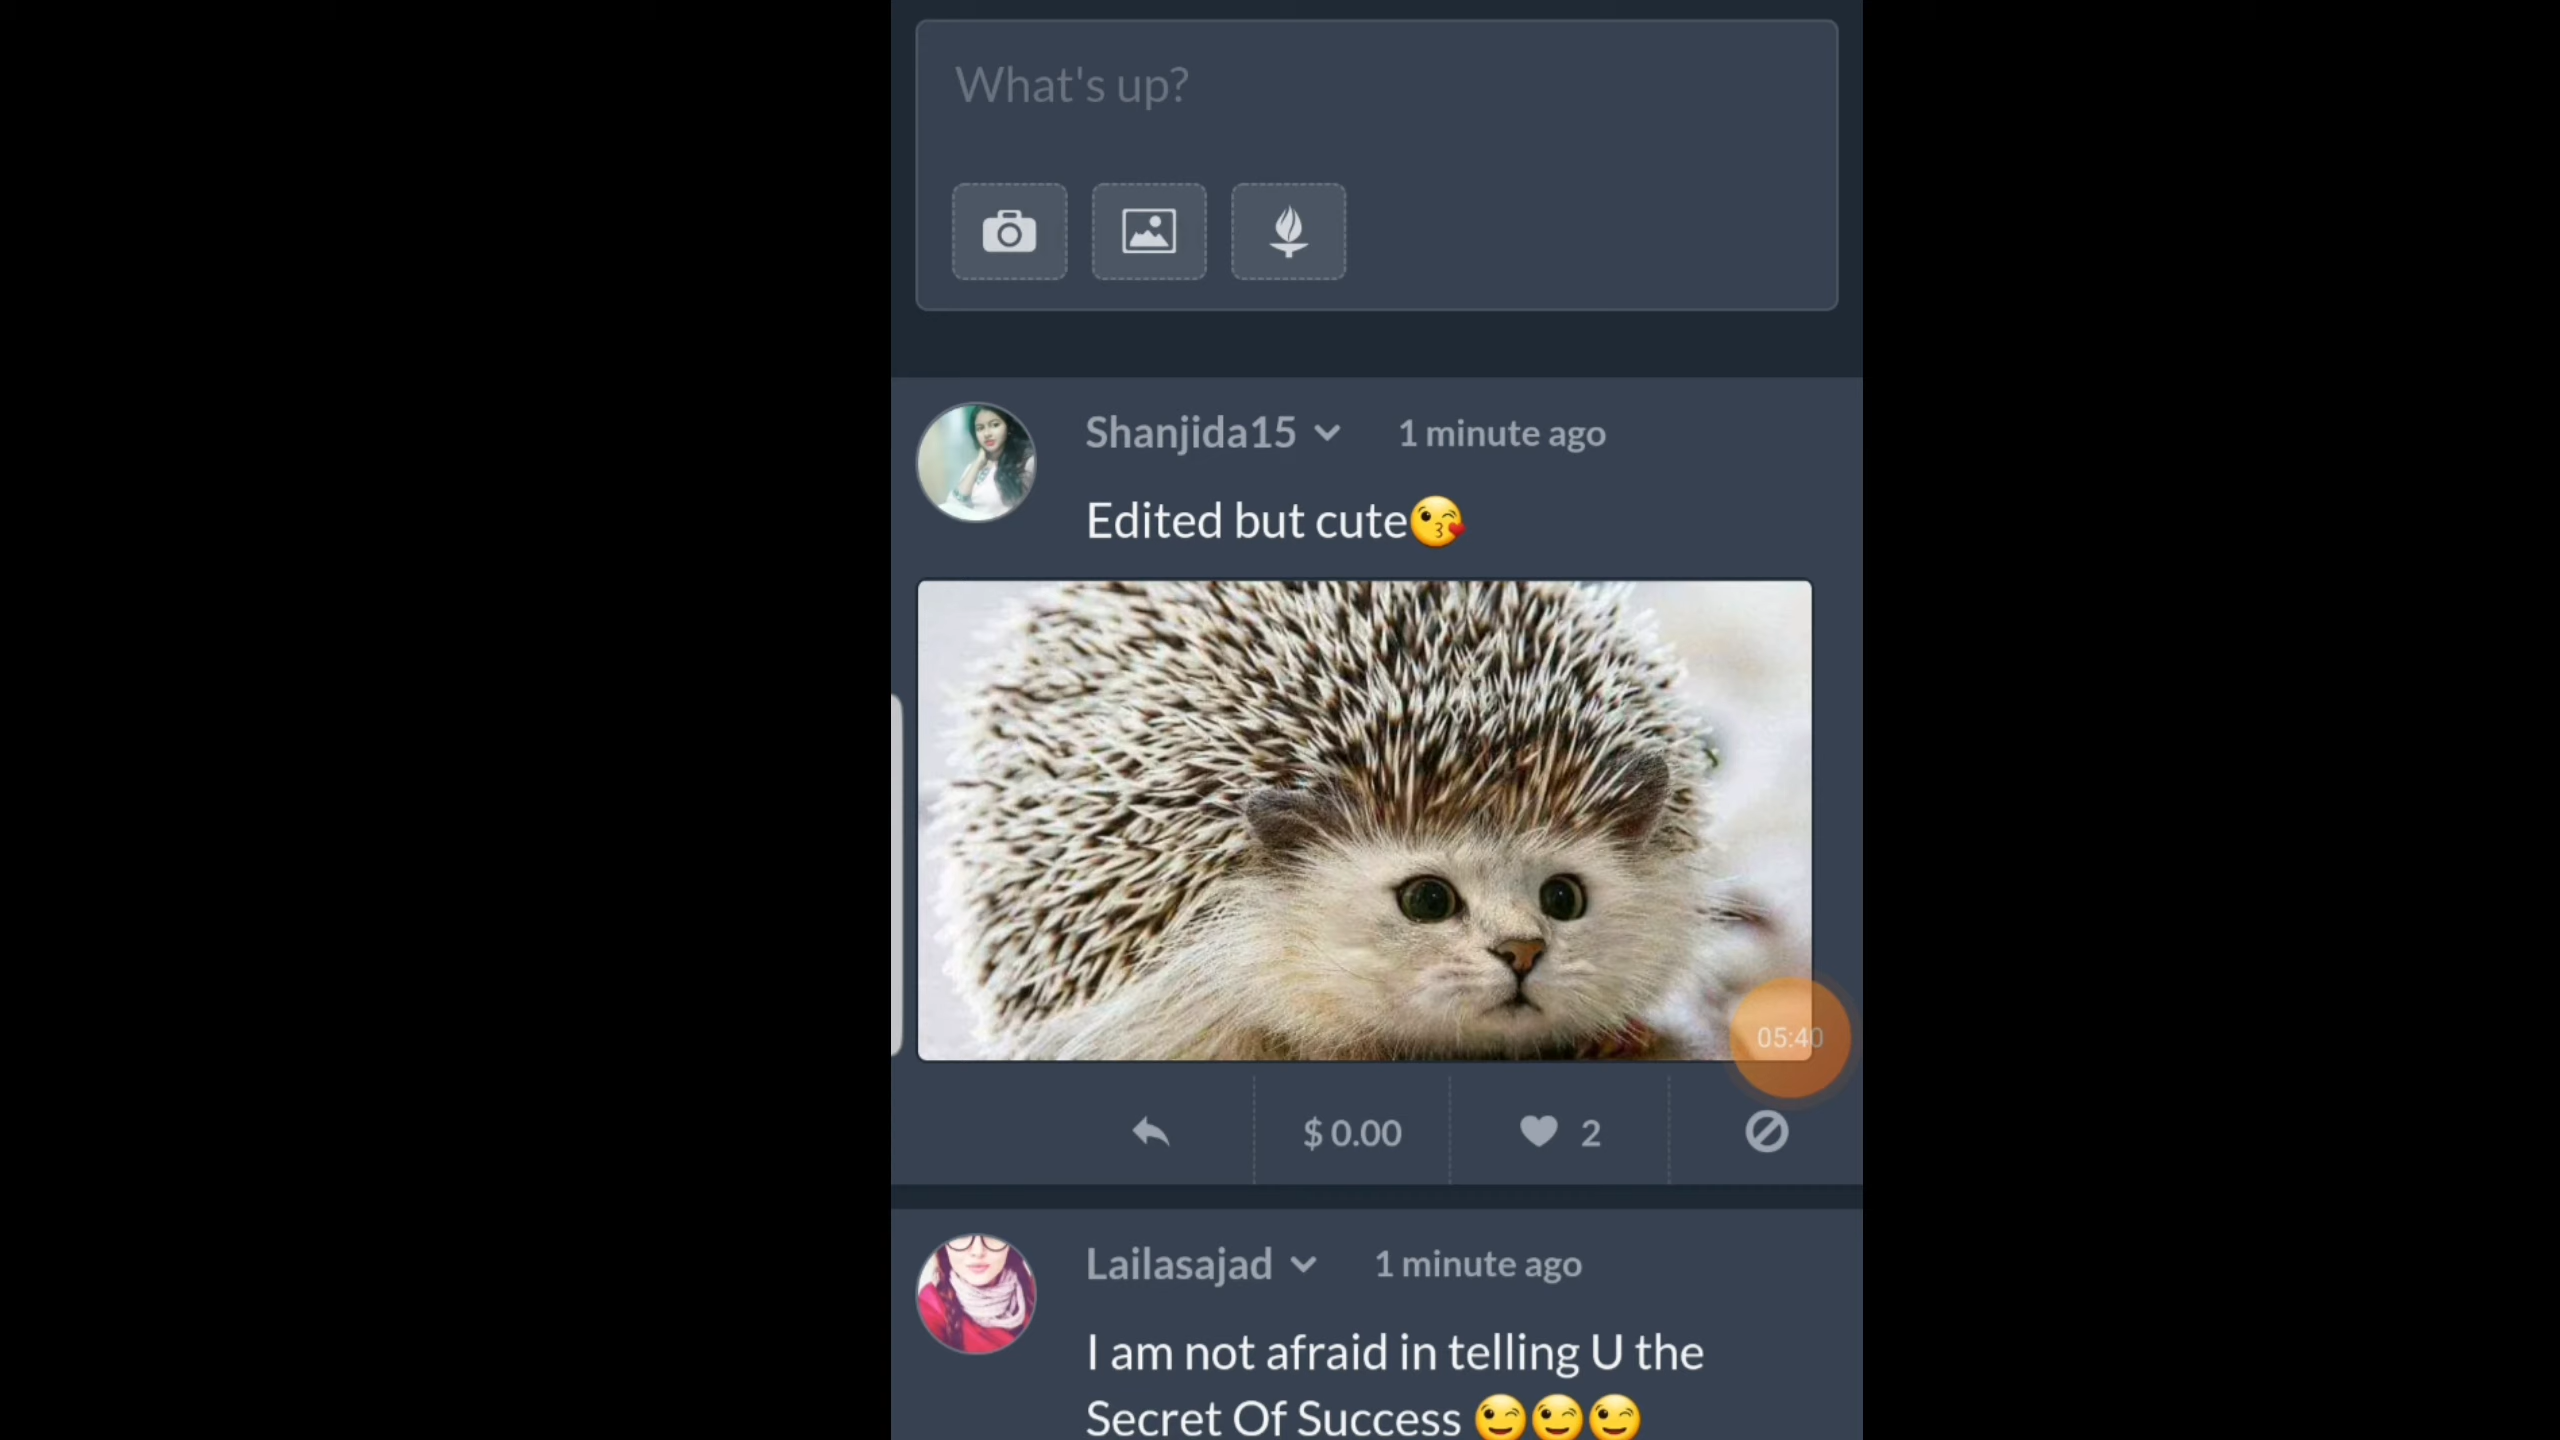 What's up?
Shanjida15 1 minute ago
Edited but cute😘
05:40
$ 0.00 2
Lailasajad 1 minute ago
I am not afraid in telling U the
Secret Of Success 😉😉😉